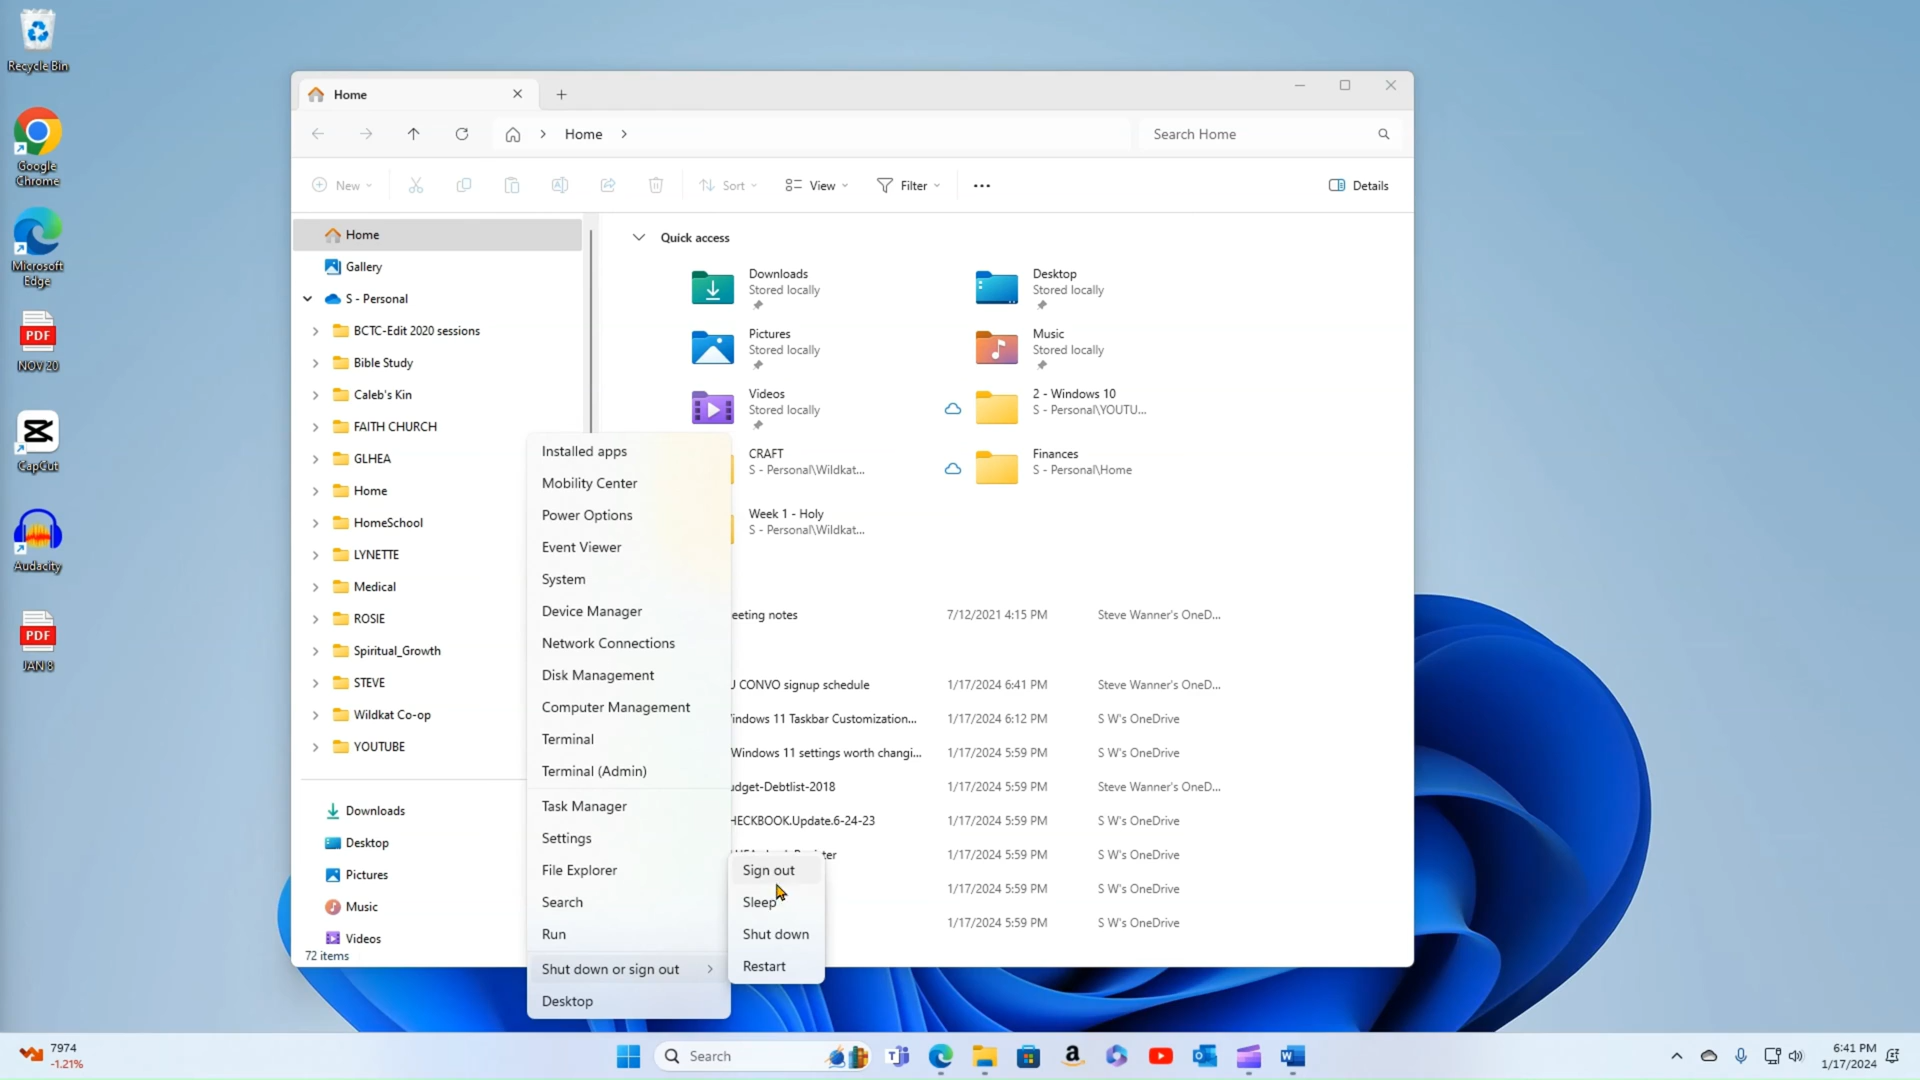 Recycle Bin
Google
Chrome
Microsoft
Edge
PDF
NOV 20
CapCut
Audacity
PDF
JAN 8
Home
Home
Search Home
New
Sort
View
Filter
Details
Home
Gallery
S - Personal
BCTC-Edit 2020 sessions
Bible Study
Caleb's Kin
FAITH CHURCH
GLHEA
Home
HomeSchool
LYNETTE
Medical
ROSIE
Spiritual_Growth
STEVE
Wildkat Co-op
YOUTUBE
Downloads
Desktop
Pictures
Music
Videos
72 items
Quick access
Downloads
Stored locally
Desktop
Stored locally
Pictures
Stored locally
Music
Stored locally
Videos
Stored locally
2 - Windows 10
S - Personal\YOUTU...
CRAFT
S - Personal\Wildkat...
Finances
S - Personal\Home
Week 1 - Holy
S - Personal\Wildkat...
eeting notes 7/12/2021 4:15 PM Steve Wanner's OneD...
U CONVO signup schedule 1/17/2024 6:41 PM Steve Wanner's OneD...
indows 11 Taskbar Customization... 1/17/2024 6:12 PM S W's OneDrive
Windows 11 settings worth changi... 1/17/2024 5:59 PM S W's OneDrive
udget-Debtlist-2018 1/17/2024 5:59 PM Steve Wanner's OneD...
HECKBOOK.Update.6-24-23 1/17/2024 5:59 PM S W's OneDrive
1/17/2024 5:59 PM S W's OneDrive
1/17/2024 5:59 PM S W's OneDrive
1/17/2024 5:59 PM S W's OneDrive
Installed apps
Mobility Center
Power Options
Event Viewer
System
Device Manager
Network Connections
Disk Management
Computer Management
Terminal
Terminal (Admin)
Task Manager
Settings
File Explorer
Search
Run
Shut down or sign out
Desktop
Sign out
Sleep
Shut down
Restart
7974
-1.21%
Search
6:41 PM
1/17/2024